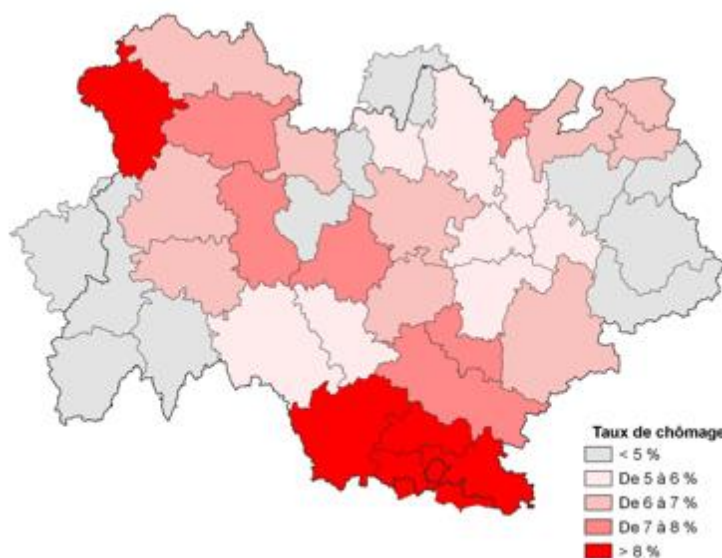 Taux de chômage
< 5 %
De 5 à 6 %
De 6 à 7 %
De 7 à 8 %
> 8 %